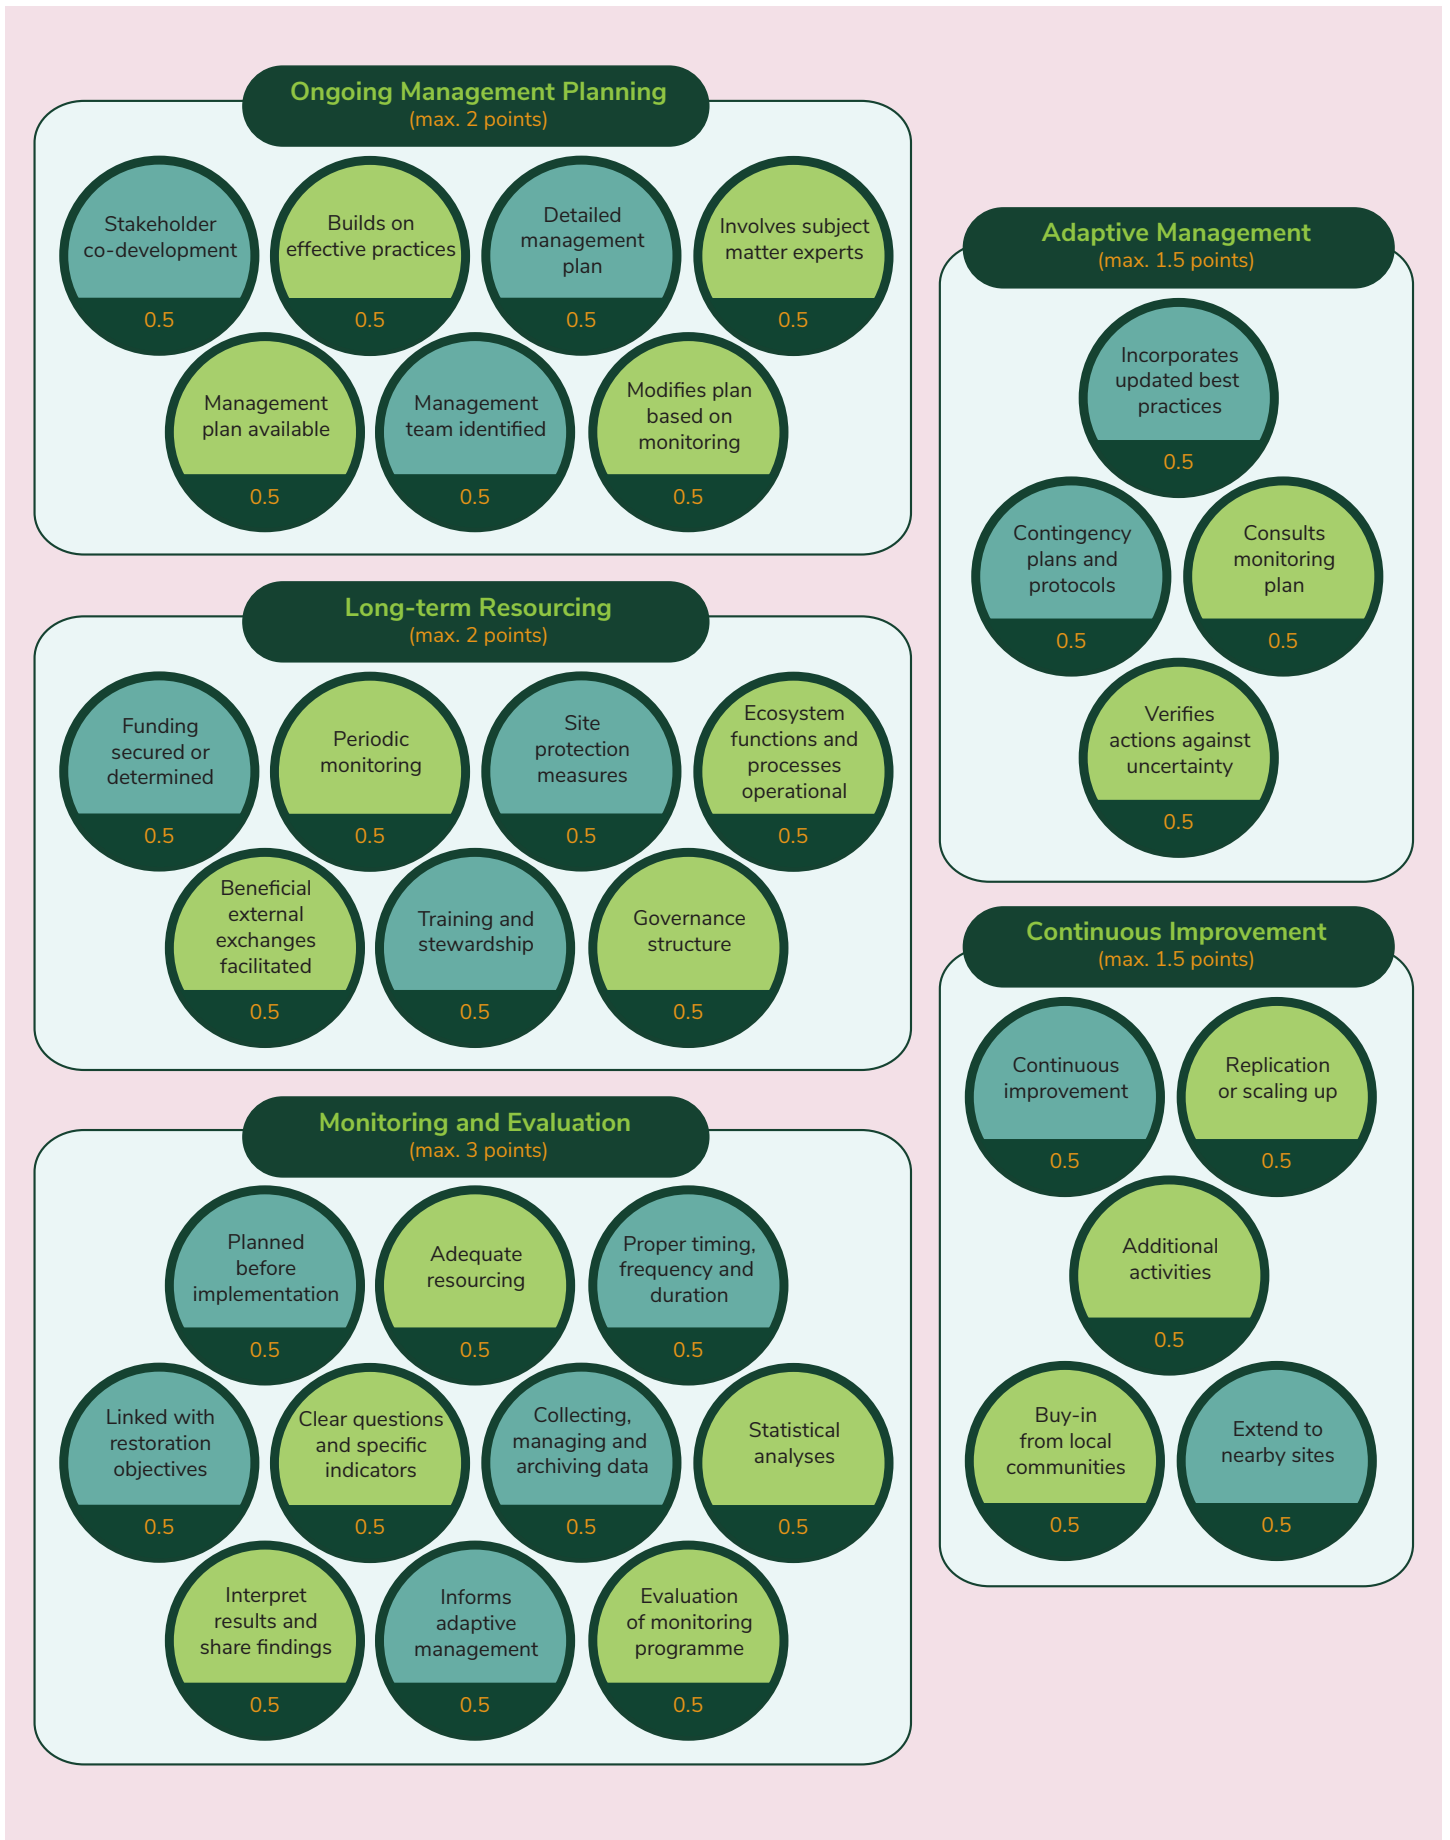 Ongoing Management Planning
(max. 2 points)
Stakeholder
co-development
0.5
Builds on
effective practices
0.5
Detailed
management
plan
0.5
Involves subject
matter experts
0.5
Management
plan available
0.5
Management
team identified
0.5
Modifies plan
based on
monitoring
0.5
Long-term Resourcing
(max. 2 points)
Funding
secured or
determined
0.5
Periodic
monitoring
0.5
Site
protection
measures
0.5
Ecosystem
functions and
processes
operational
0.5
Beneficial
external
exchanges
facilitated
0.5
Training and
stewardship
0.5
Governance
structure
0.5
Monitoring and Evaluation
(max. 3 points)
Planned
before
implementation
0.5
Adequate
resourcing
0.5
Proper timing,
frequency and
duration
0.5
Linked with
restoration
objectives
0.5
Clear questions
and specific
indicators
0.5
Collecting,
managing and
archiving data
0.5
Statistical
analyses
0.5
Interpret
results and
share findings
0.5
Informs
adaptive
management
0.5
Evaluation
of monitoring
programme
0.5
Adaptive Management
(max. 1.5 points)
Incorporates
updated best
practices
0.5
Contingency
plans and
protocols
0.5
Consults
monitoring
plan
0.5
Verifies
actions against
uncertainty
0.5
Continuous Improvement
(max. 1.5 points)
Continuous
improvement
0.5
Replication
or scaling up
0.5
Additional
activities
0.5
Buy-in
from local
communities
0.5
Extend to
nearby sites
0.5